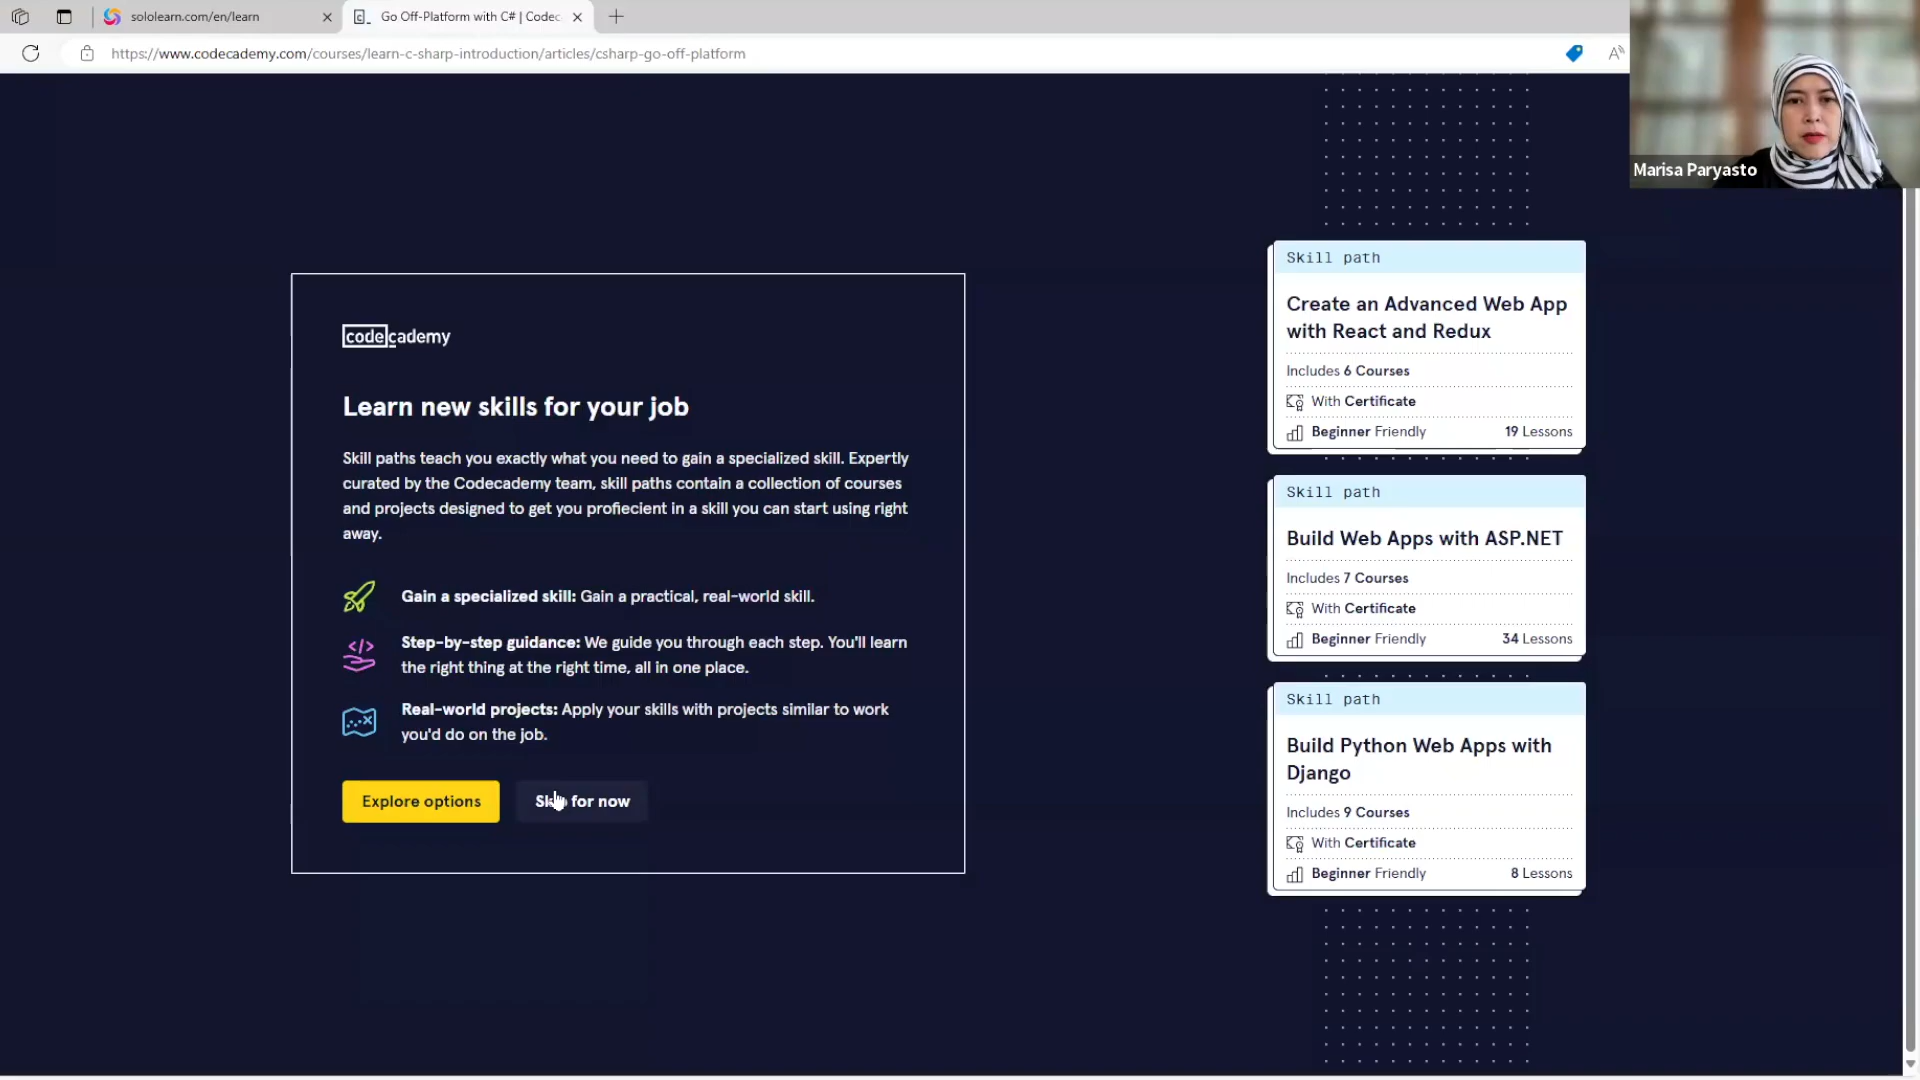 sololearn.com/en/learn
Go Off-Platform with C# | Codec
https://www.codecademy.com/courses/learn-c-sharp-introduction/articles/csharp-go-off-platform
Marisa Paryasto
codecademy
Learn new skills for your job
Skill paths teach you exactly what you need to gain a specialized skill. Expertly
curated by the Codecademy team, skill paths contain a collection of courses
and projects designed to get you profiecient in a skill you can start using right
away.
Gain a specialized skill: Gain a practical, real-world skill.
Step-by-step guidance: We guide you through each step. You'll learn
the right thing at the right time, all in one place.
Real-world projects: Apply your skills with projects similar to work
you'd do on the job.
Explore options
Skip for now
Skill path
Create an Advanced Web App
with React and Redux
Includes 6 Courses
With Certificate
Beginner Friendly 19 Lessons
Skill path
Build Web Apps with ASP.NET
Includes 7 Courses
With Certificate
Beginner Friendly 34 Lessons
Skill path
Build Python Web Apps with
Django
Includes 9 Courses
With Certificate
Beginner Friendly 8 Lessons